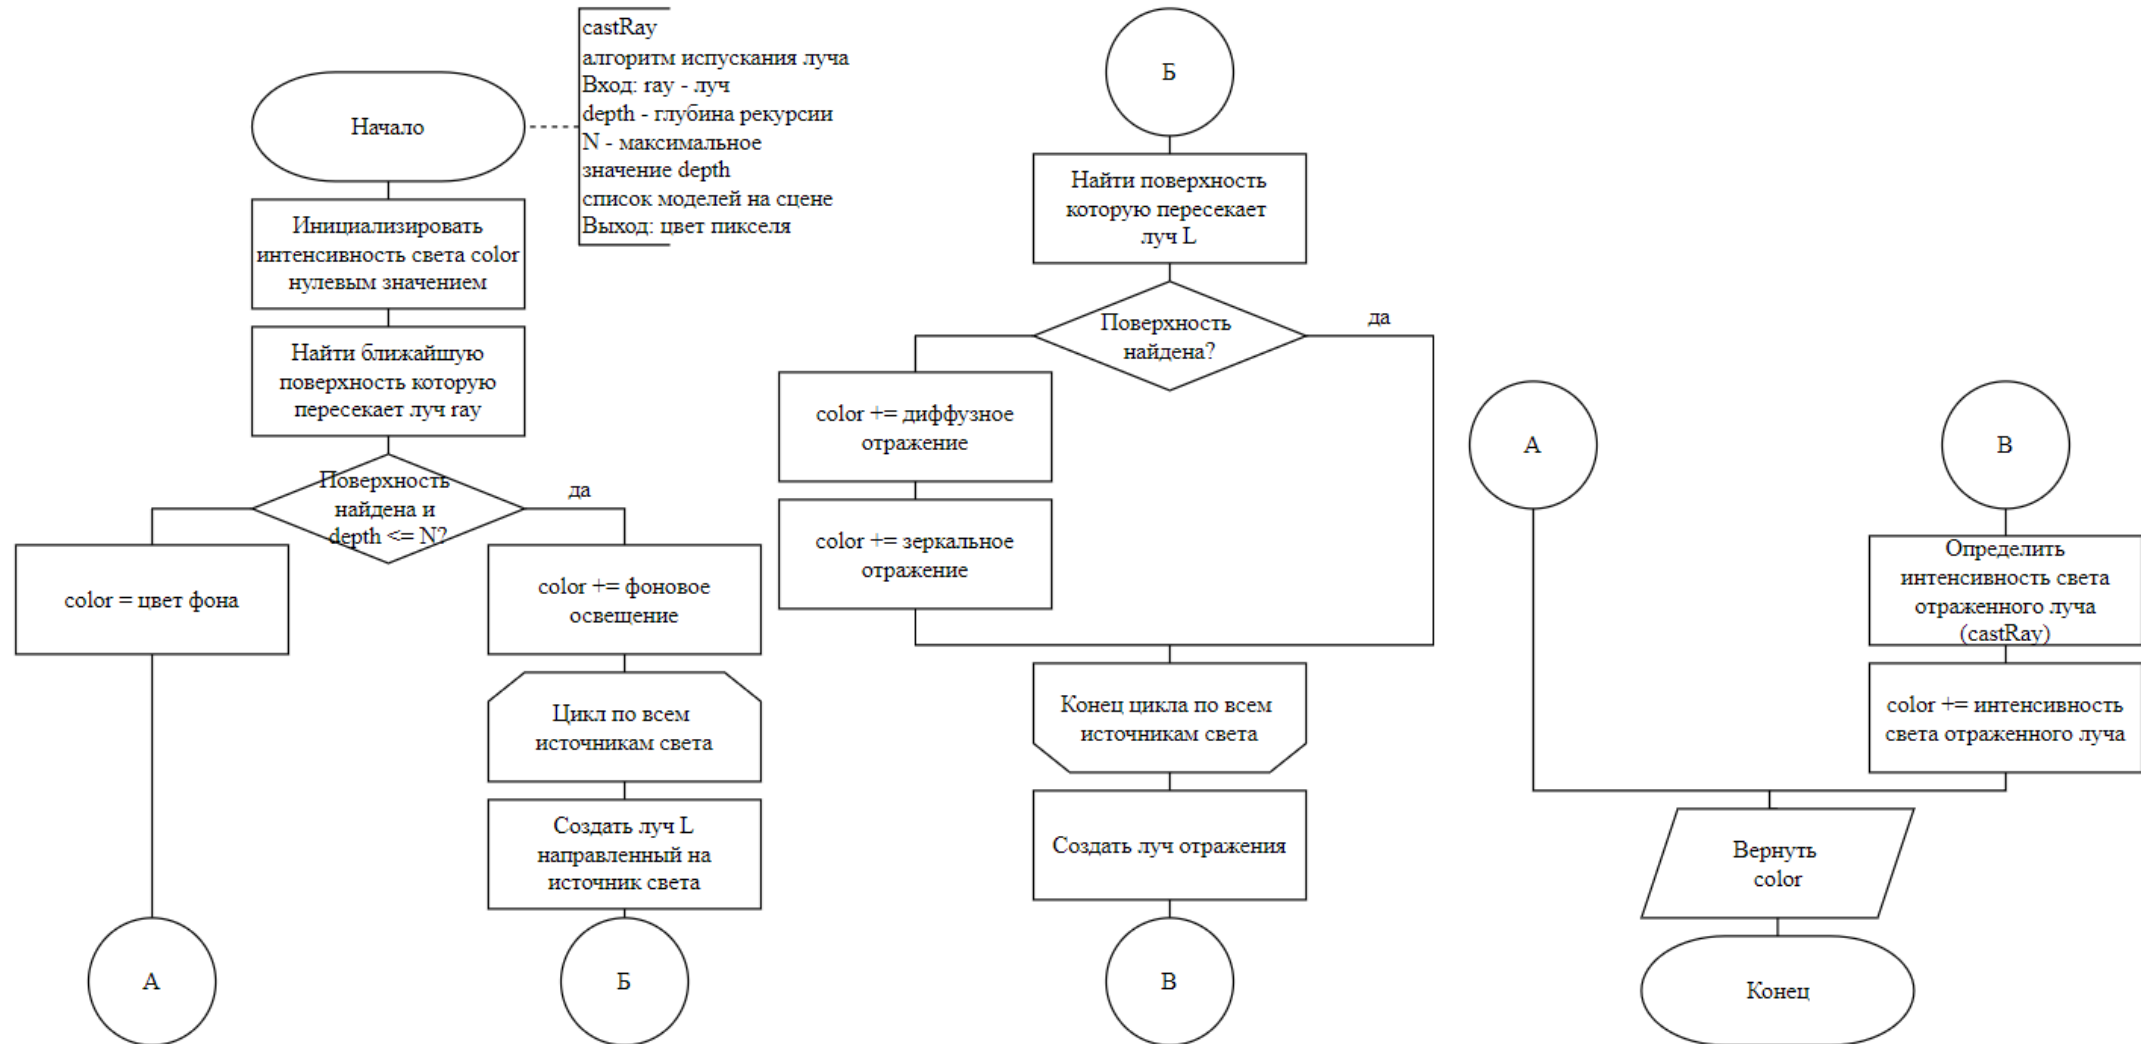 castRay
алгоритм испускания луча
Вход: ray - луч
depth - глубина рекурсии
N - максимальное
значение depth
список моделей на сцене
Выход: цвет пикселя
Начало
Инициализировать
интенсивность света color
нулевым значением
Найти ближайшую
поверхность которую
пересекает луч ray
Поверхность
найдена и
depth <= N?
да
color = цвет фона
color += фоновое
освещение
Цикл по всем
источникам света
Создать луч L
направленный на
источник света
А
Б
Б
Найти поверхность
которую пересекает
луч L
Поверхность
найдена?
да
color += диффузное
отражение
color += зеркальное
отражение
Конец цикла по всем
источникам света
Создать луч отражения
В
А
В
Определить
интенсивность света
отраженного луча
(castRay)
color += интенсивность
света отраженного луча
Вернуть
color
Конец